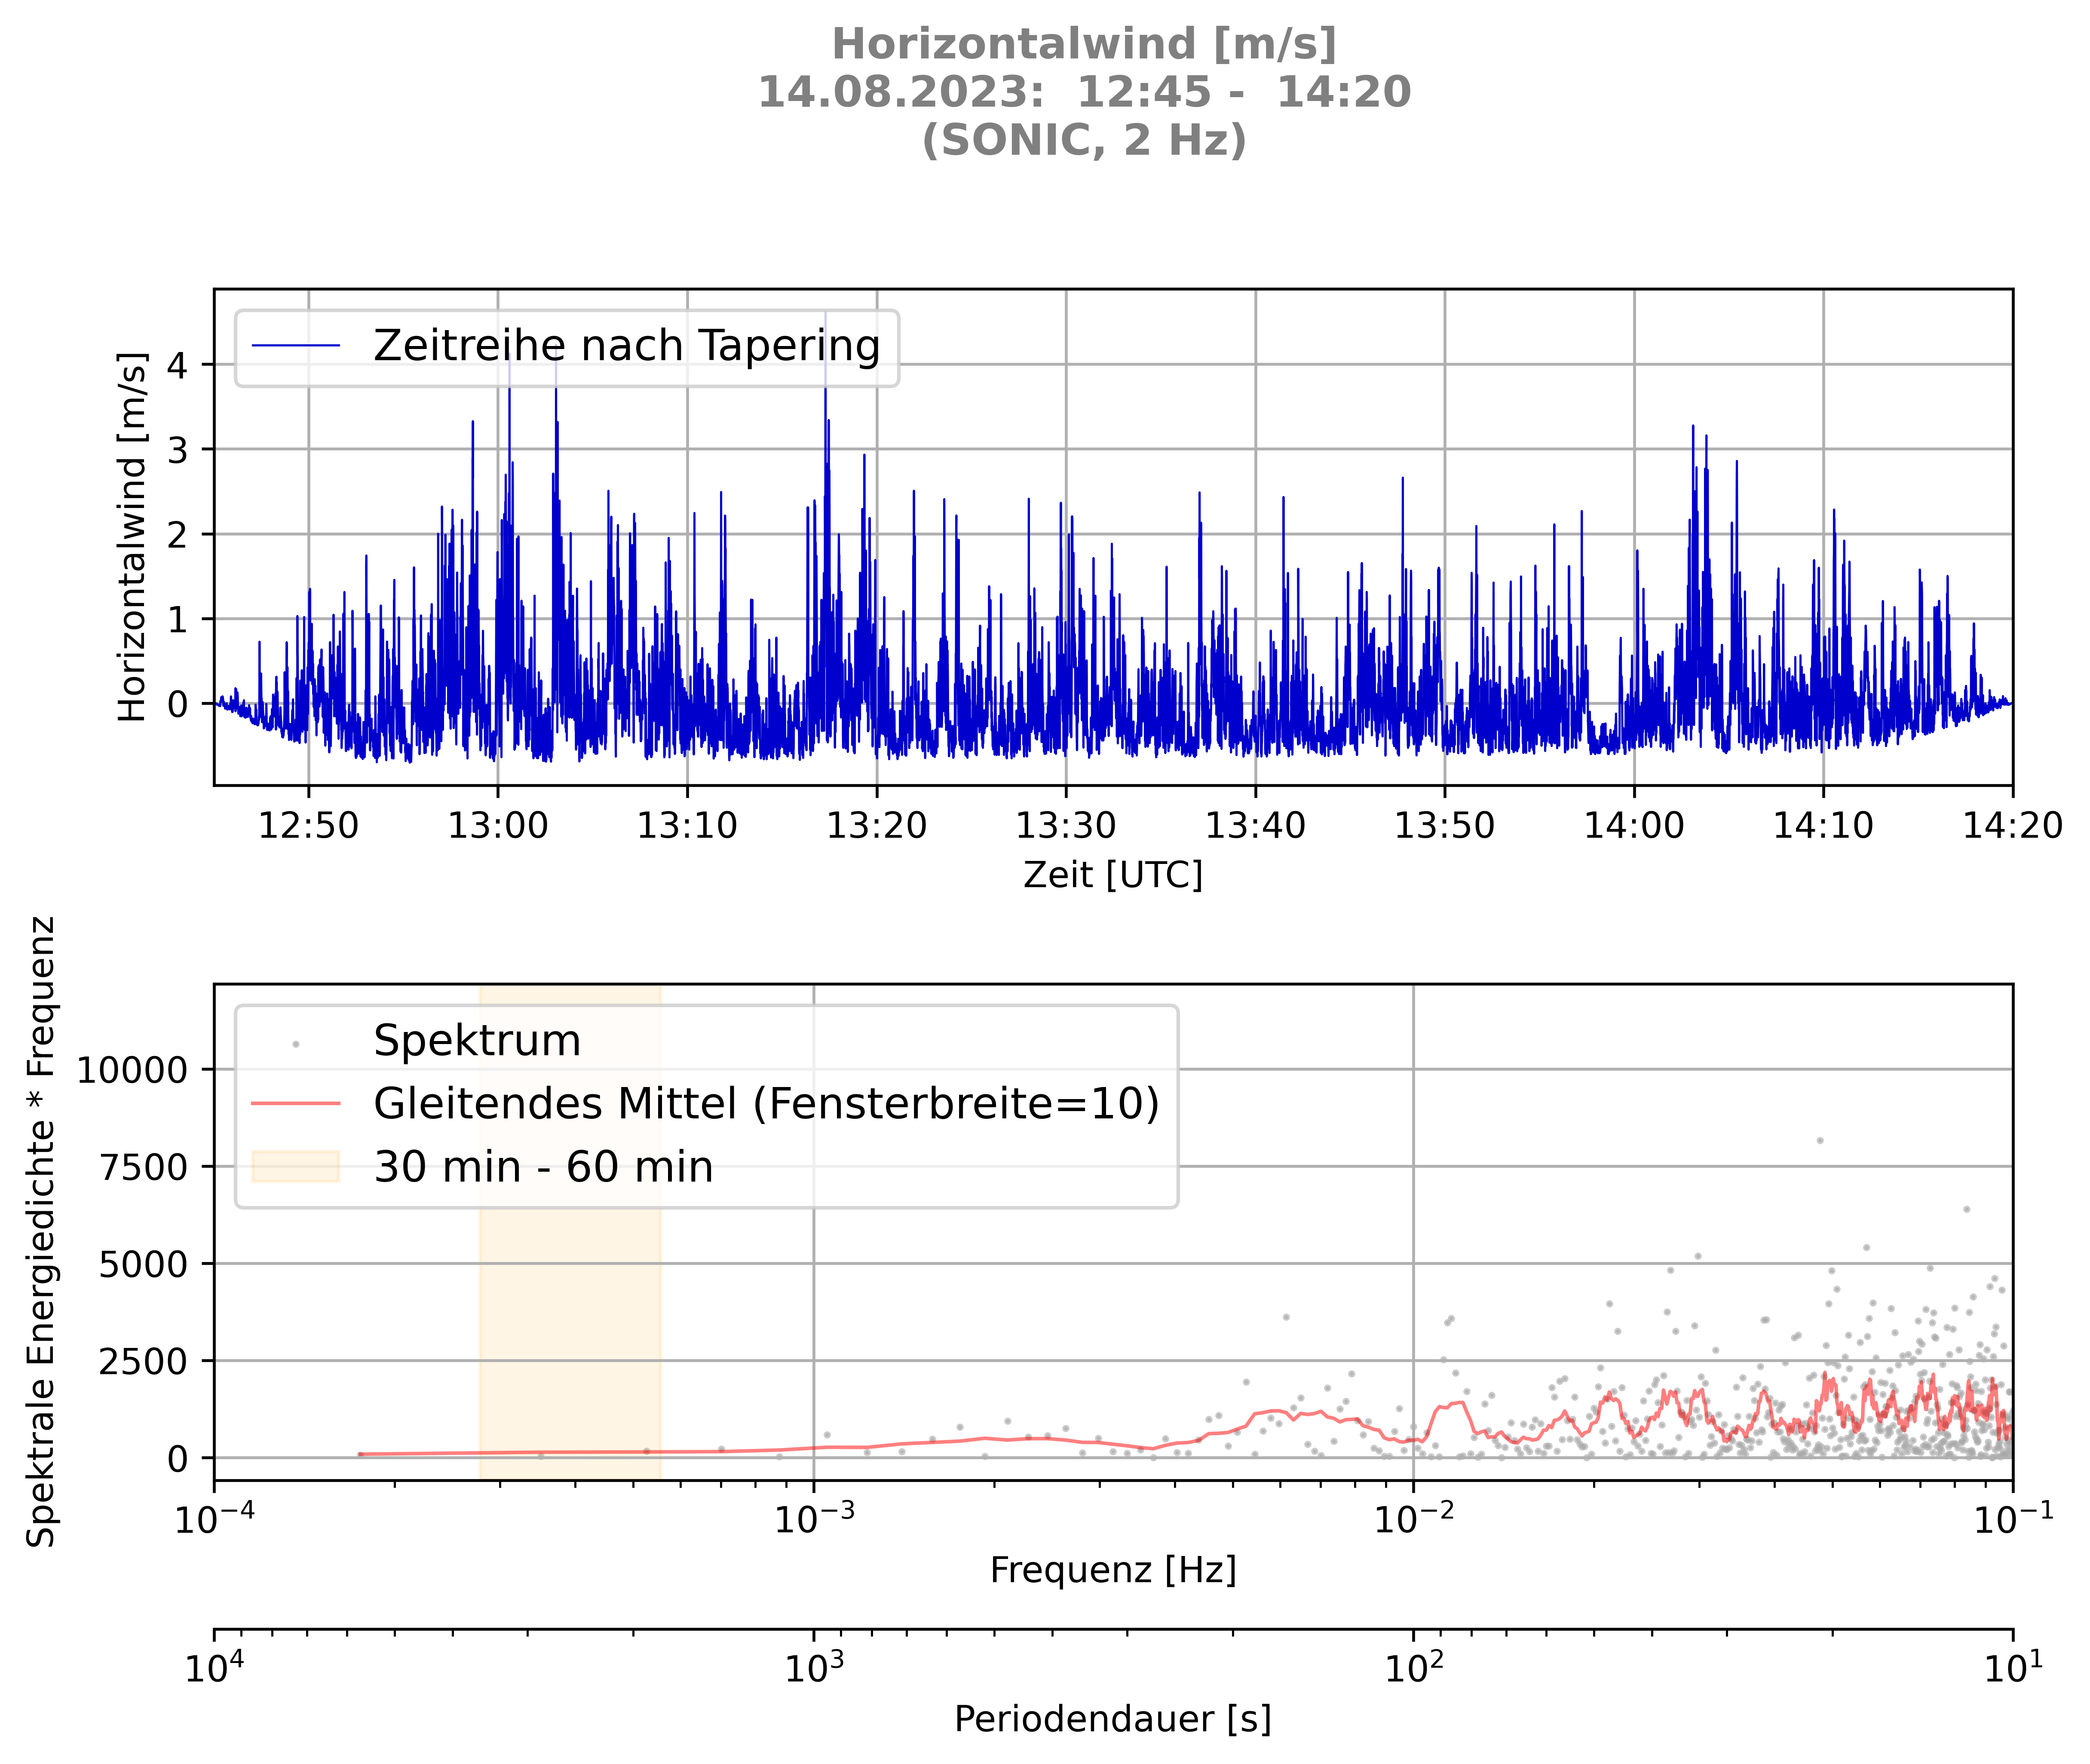 Horizontalwind [m/s]
14.08.2023:  12:45 -  14:20
(SONIC, 2 Hz)
Zeitreihe nach Tapering
Horizontalwind [m/s]
4
3
2
1
0
12:50 13:00 13:10 13:20 13:30 13:40 13:50 14:00 14:10 14:20
Zeit [UTC]
Spektrum
Gleitendes Mittel (Fensterbreite=10)
30 min - 60 min
Spektrale Energiedichte * Frequenz
10000
7500
5000
2500
0
10⁻⁴ 10⁻³ 10⁻² 10⁻¹
Frequenz [Hz]
10⁴ 10³ 10² 10¹
Periodendauer [s]